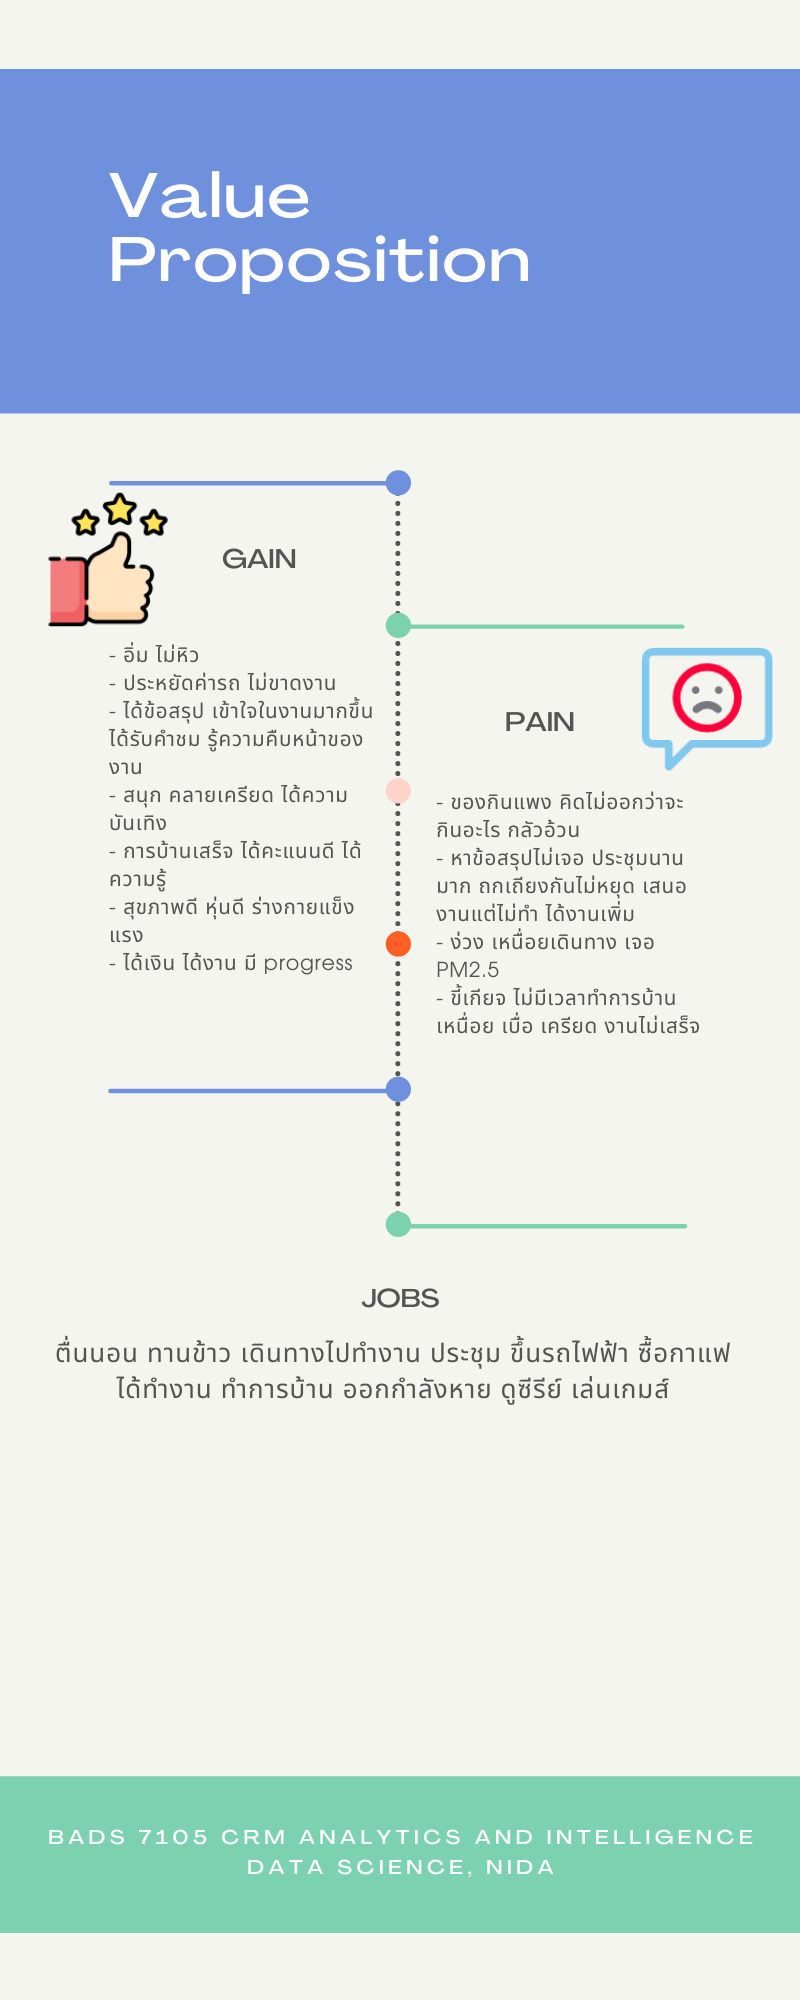 Value
Proposition
GAIN
- อิ่ม ไม่หิว
- ประหยัดค่ารถ ไม่ขาดงาน
- ได้ข้อสรุป เข้าใจในงานมากขึ้น
ได้รับคำชม รู้ความคืบหน้าของ
งาน
- สนุก คลายเครียด ได้ความ
บันเทิง
- การบ้านเสร็จ ได้คะแนนดี ได้
ความรู้
- สุขภาพดี หุ่นดี ร่างกายแข็ง
แรง
- ได้เงิน ได้งาน มี progress
PAIN
- ของกินแพง คิดไม่ออกว่าจะ
กินอะไร กลัวอ้วน
- หาข้อสรุปไม่เจอ ประชุมนาน
มาก ถกเถียงกันไม่หยุด เสนอ
งานแต่ไม่ทำ ได้งานเพิ่ม
- ง่วง เหนื่อยเดินทาง เจอ
PM2.5
- ขี้เกียจ ไม่มีเวลาทำการบ้าน
เหนื่อย เบื่อ เครียด งานไม่เสร็จ
JOBS
ตื่นนอน ทานข้าว เดินทางไปทำงาน ประชุม ขึ้นรถไฟฟ้า ซื้อกาแฟ
ได้ทำงาน ทำการบ้าน ออกกำลังหาย ดูซีรีย์ เล่นเกมส์
BADS 7105 CRM ANALYTICS AND INTELLIGENCE
DATA SCIENCE, NIDA